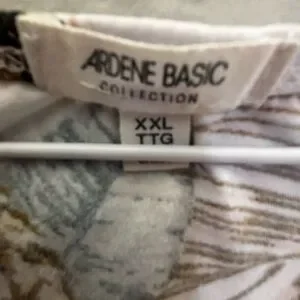 ARDENE BASIC
COLLECTION
XXL
TTG